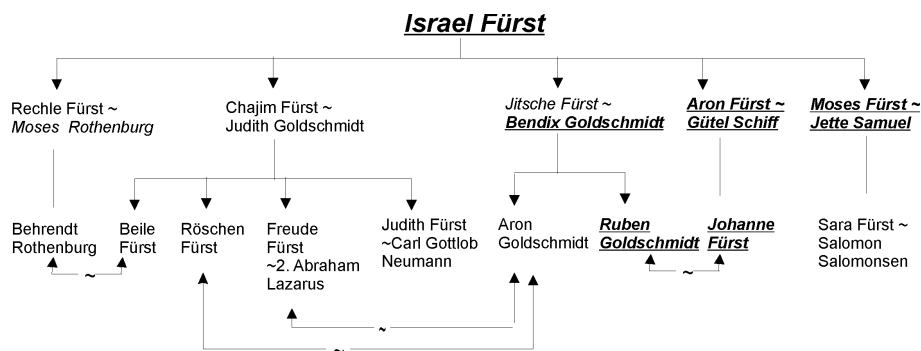 Israel Fürst
Rechle Fürst ~
Moses Rothenburg
Chajim Fürst ~
Judith Goldschmidt
Jitsche Fürst ~
Bendix Goldschmidt
Aron Fürst ~
Gütel Schiff
Moses Fürst ~
Jette Samuel
Behrendt
Rothenburg
Beile
Fürst
Röschen
Fürst
Freude
Fürst
~2. Abraham
Lazarus
Judith Fürst
~Carl Gottlob
Neumann
Aron
Goldschmidt
Ruben
Goldschmidt
Johanne
Fürst
Sara Fürst ~
Salomon
Salomonsen
~
~
~
~